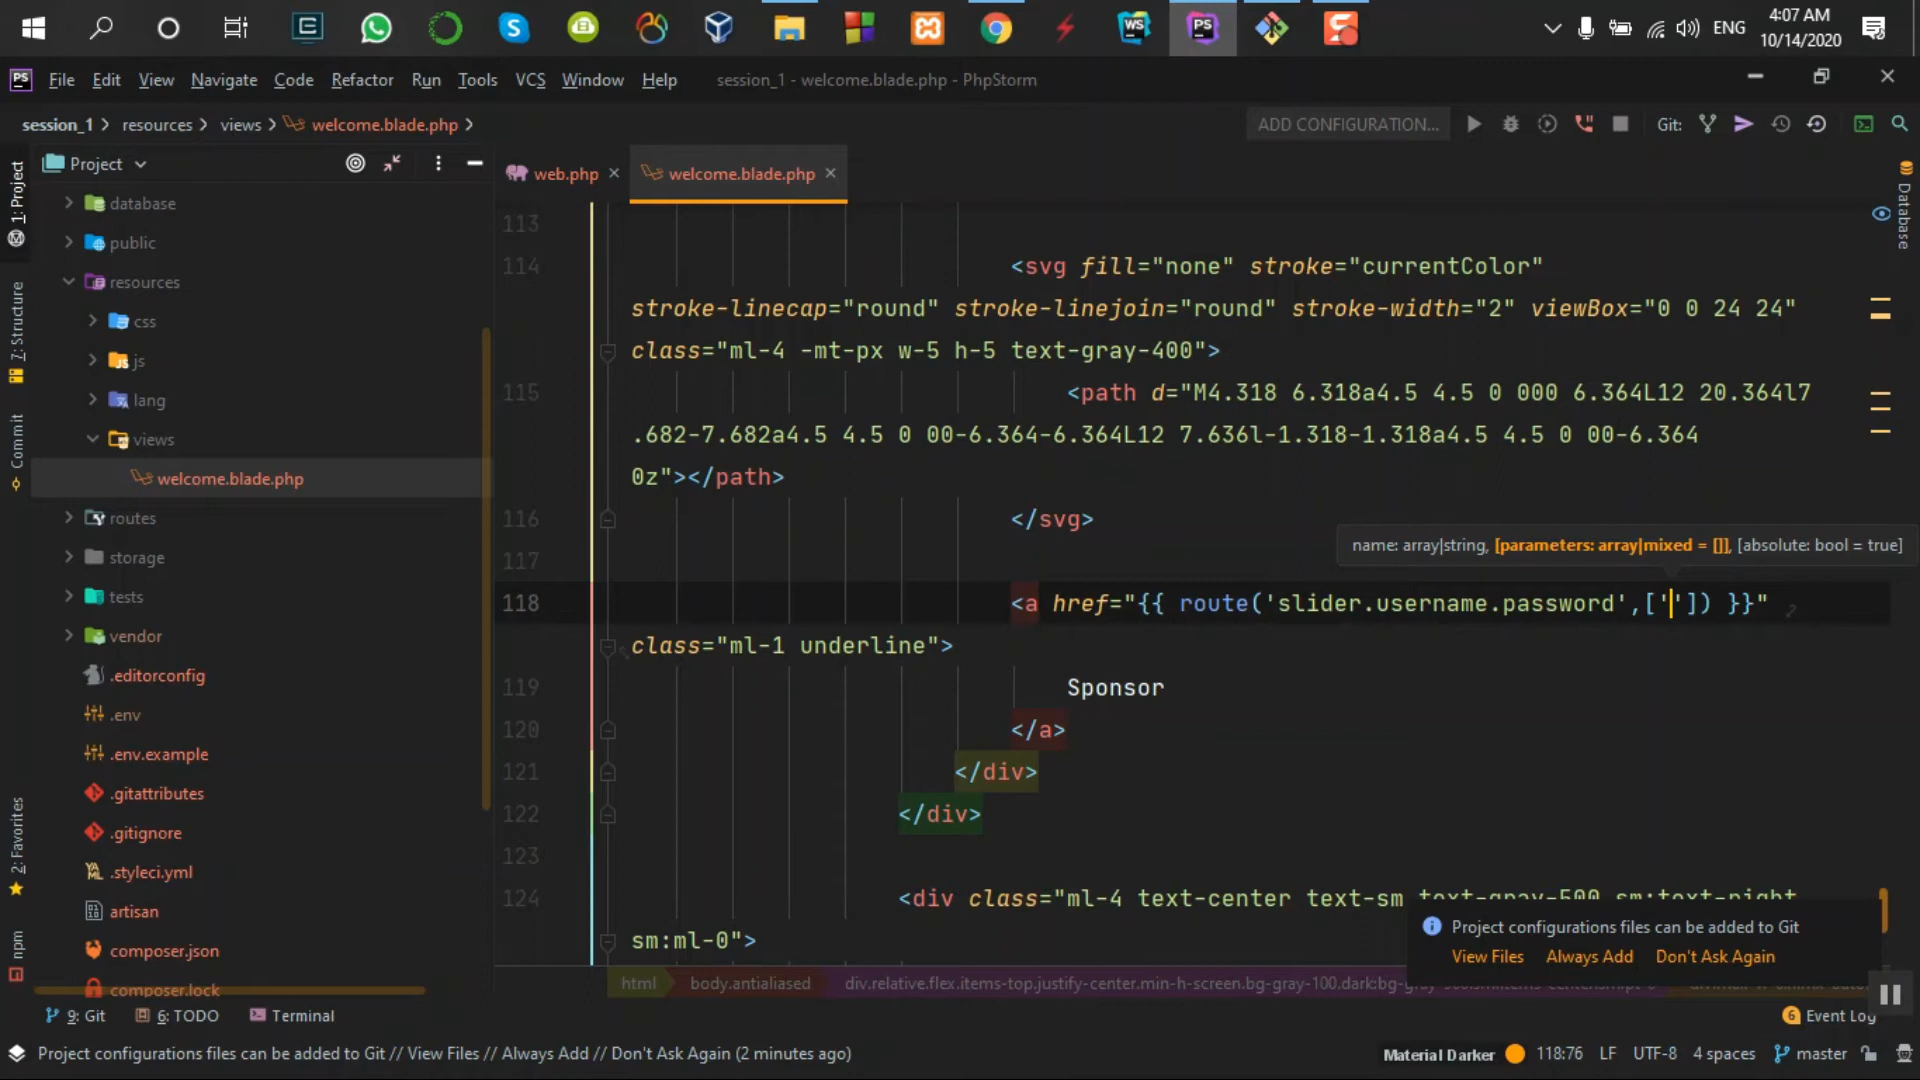 ENG
4:07 AM
10/14/2020
File Edit View Navigate Code Refactor Run Tools VCS Window Help session_1 - welcome.blade.php - PhpStorm
session_1 resources views welcome.blade.php
ADD CONFIGURATION... Git:
Project
web.php welcome.blade.php
1: Project
7: Structure
Commit
2: Favorites
npm
Database
database
public
resources
css
js
lang
views
welcome.blade.php
routes
storage
tests
vendor
.editorconfig
.env
.env.example
.gitattributes
.gitignore
.styleci.yml
artisan
composer.json
composer.lock
113
114 <svg fill="none" stroke="currentColor"
stroke-linecap="round" stroke-linejoin="round" stroke-width="2" viewBox="0 0 24 24"
class="ml-4 -mt-px w-5 h-5 text-gray-400">
115 <path d="M4.318 6.318a4.5 4.5 0 000 6.364L12 20.364l7
.682-7.682a4.5 4.5 0 00-6.364-6.364L12 7.636l-1.318-1.318a4.5 4.5 0 00-6.364
0z"></path>
116 </svg>
name: array|string, [parameters: array|mixed = []], [absolute: bool = true]
117
118 <a href="{{ route('slider.username.password',['']) }}"
class="ml-1 underline">
119 Sponsor
120 </a>
121 </div>
122 </div>
123
124 <div class="ml-4 text-center text-sm text-gray-500 sm:text-right
sm:ml-0">
Project configurations files can be added to Git
View Files Always Add Don't Ask Again
html body.antialiased
9: Git 6: TODO Terminal
6 Event Log
Project configurations files can be added to Git // View Files // Always Add // Don't Ask Again (2 minutes ago)
Material Darker 118:76 LF UTF-8 4 spaces master